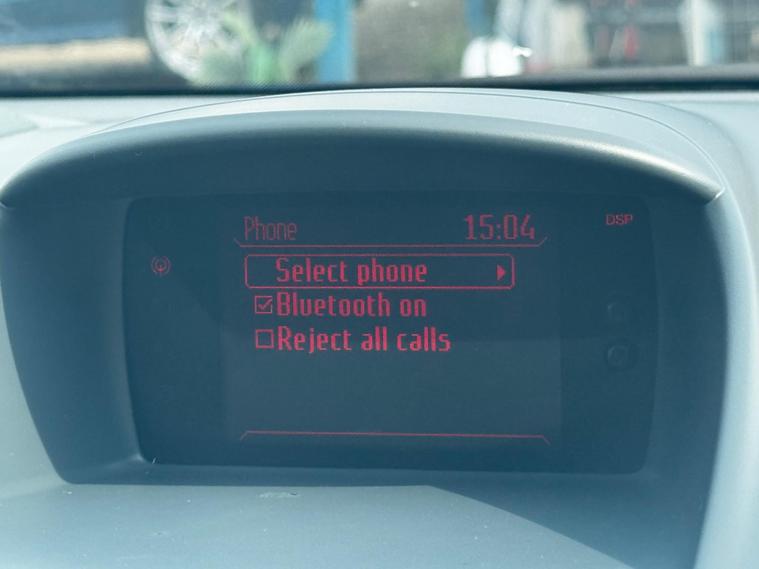 Phone 15:04 DSP
Select phone
Bluetooth on
Reject all calls